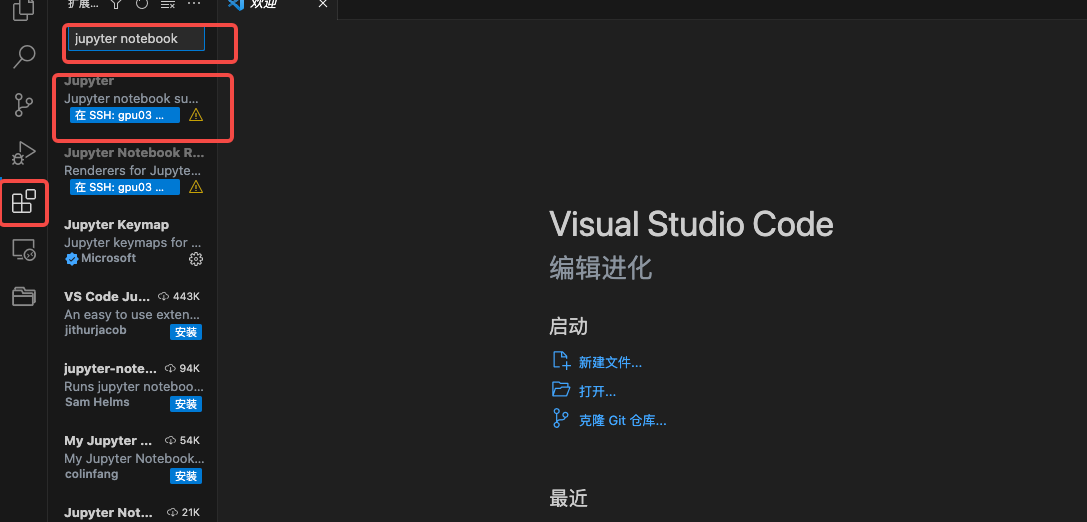 扩展...
jupyter notebook
Jupyter
Jupyter notebook su...
在 SSH: gpu03 ...
Jupyter Notebook R...
Renderers for Jupyte...
在 SSH: gpu03 ...
Jupyter Keymap
Jupyter keymaps for ...
Microsoft
VS Code Ju... 443K
An easy to use exten...
jithurjacob 安装
jupyter-note... 94K
Runs jupyter noteboo...
Sam Helms 安装
My Jupyter ... 54K
My Jupyter Notebook...
colinfang 安装
Jupyter Not... 21K
欢迎
Visual Studio Code
编辑进化
启动
新建文件...
打开...
克隆 Git 仓库...
最近